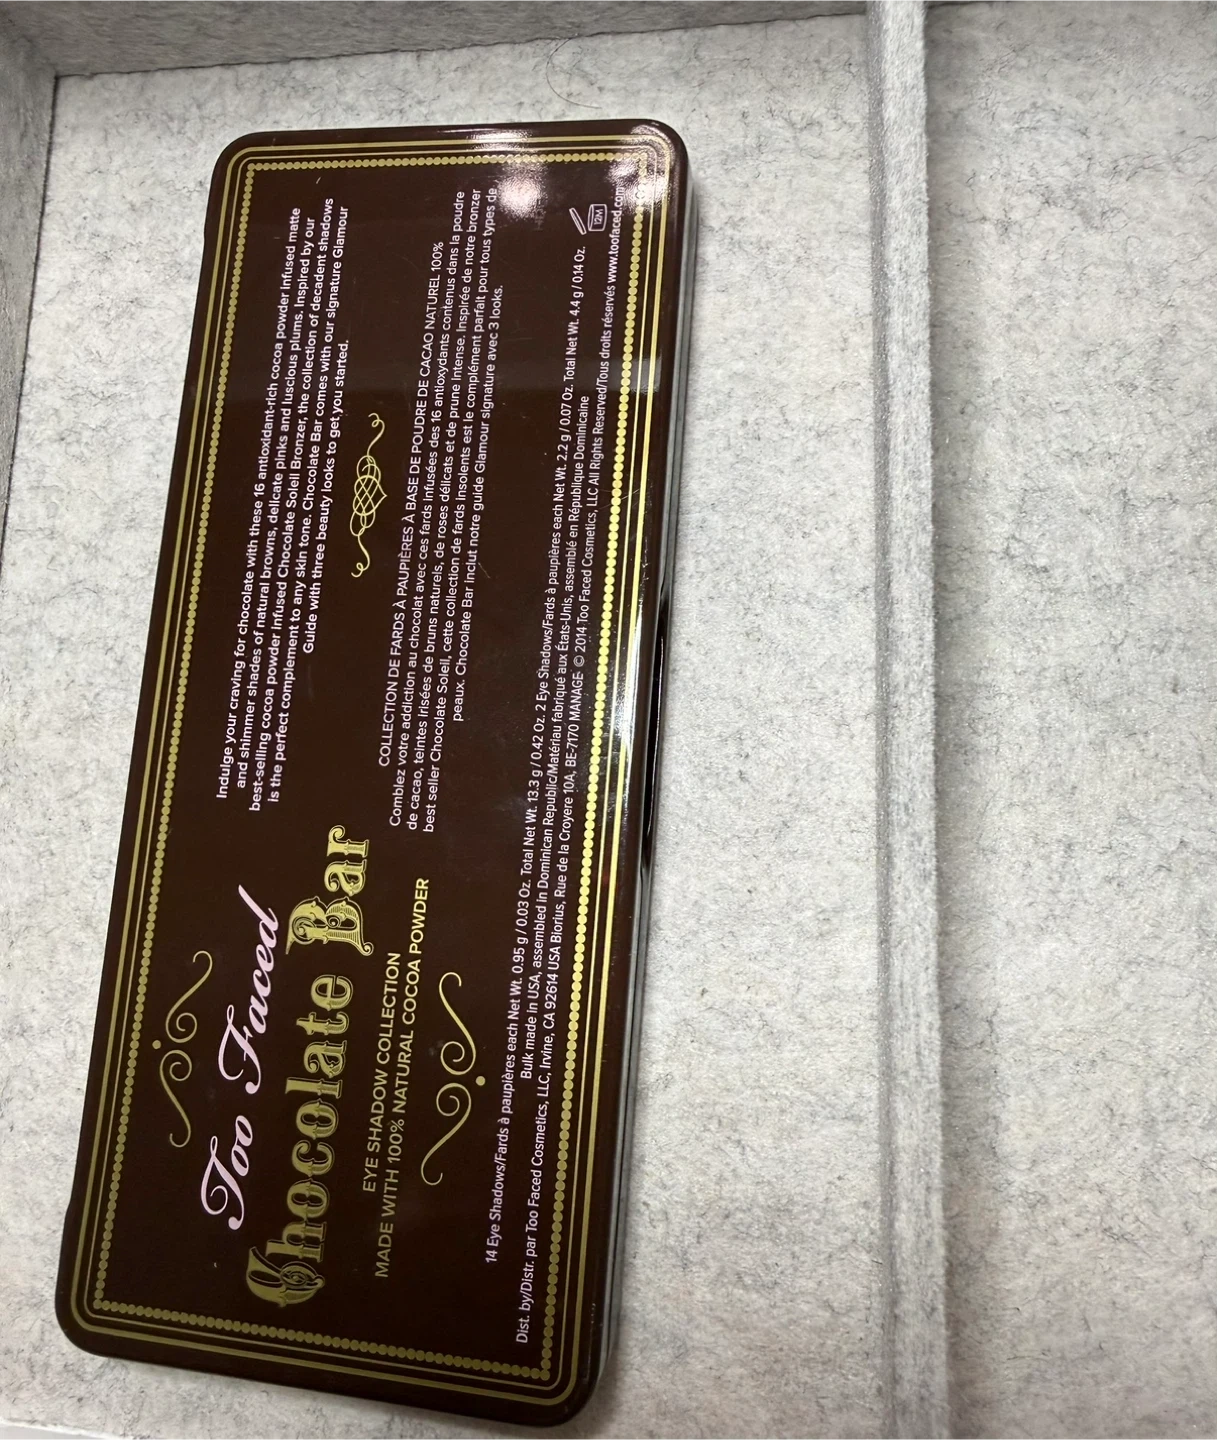 Too Faced
Chocolate Bar
EYE SHADOW COLLECTION
MADE WITH 100% NATURAL COCOA POWDER
Indulge your craving for chocolate with these 16 antioxidant-rich cocoa powder infused matte
and shimmer shades of natural browns, delicate pinks and luscious plums. Inspired by our
best-selling cocoa powder infused Chocolate Soleil Bronzer, the collection of decadent shadows
is the perfect complement to any skin tone. Chocolate Bar comes with our signature Glamour
Guide with three beauty looks to get you started.
COLLECTION DE FARDS À PAUPIÈRES À BASE DE POUDRE DE CACAO NATUREL 100%
Comblez votre addiction au chocolat avec ces fards infusées des 16 antioxydants contenus dans la poudre
de cacao, teintes irisées de bruns naturels, de roses délicats et de prune intense. Inspirée de notre bronzer
best seller Chocolate Soleil, cette collection de fards insolents est le complément parfait pour tous types de
peaux. Chocolate Bar inclut notre guide Glamour signature avec 3 looks.
14 Eye Shadows/Fards à paupières each Net Wt. 0.95 g / 0.03 Oz. Total Net Wt. 13.3 g / 0.42 Oz. 2 Eye Shadows/Fards à paupières each Net Wt. 2.2 g / 0.07 Oz. Total Net Wt. 4.4 g / 0.14 Oz.
Bulk made in USA, assembled in Dominican Republic/Matériau fabriqué aux États-Unis, assemblé en République Dominicaine
Dist. by/Distr. par Too Faced Cosmetics, LLC, Irvine, CA 92614 USA Biorius, Rue de la Croyere 10A, BE-7170 MANAGE © 2014 Too Faced Cosmetics, LLC All Rights Reserved/Tous droits réservés www.toofaced.com
12M